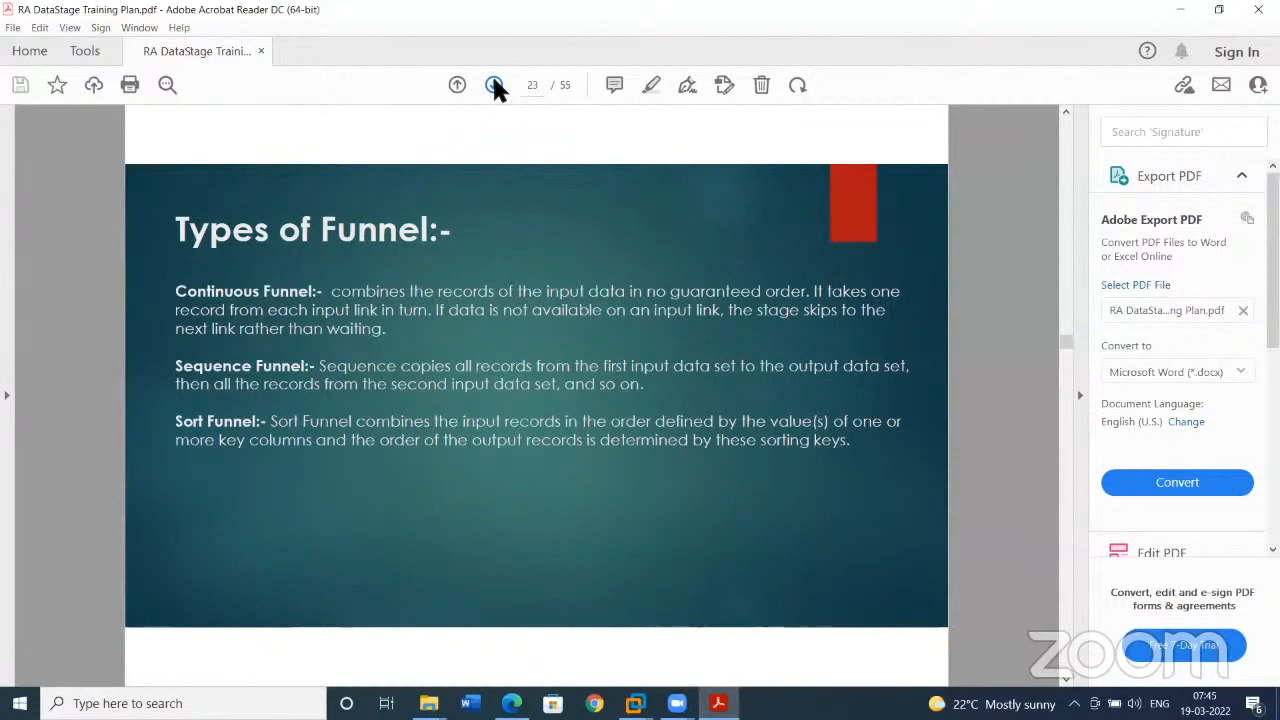 RA DataStage Training Plan.pdf - Adobe Acrobat Reader DC (64-bit)
File Edit View Sign Window Help
Home Tools RA DataStage Traini... × Sign In
23 / 55
Search 'Signature'
Export PDF
Adobe Export PDF
Convert PDF Files to Word
or Excel Online
Select PDF File
RA DataSta...ng Plan.pdf
Convert to
Microsoft Word (*.docx)
Document Language:
English (U.S.) Change
Convert
Edit PDF
Convert, edit and e-sign PDF
forms & agreements
Free 7-Day Trial
Types of Funnel:-
Continuous Funnel:- combines the records of the input data in no guaranteed order. It takes one
record from each input link in turn. If data is not available on an input link, the stage skips to the
next link rather than waiting.
Sequence Funnel:- Sequence copies all records from the first input data set to the output data set,
then all the records from the second input data set, and so on.
Sort Funnel:- Sort Funnel combines the input records in the order defined by the value(s) of one or
more key columns and the order of the output records is determined by these sorting keys.
zoom
Type here to search
22°C Mostly sunny
ENG
07:45
19-03-2022
6